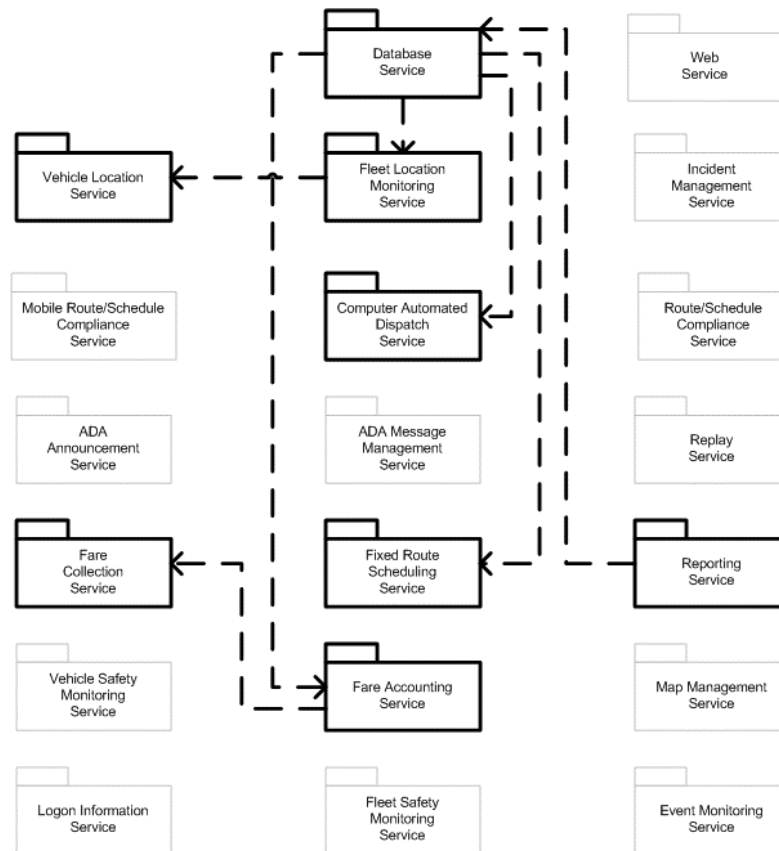 Database
Service
Web
Service
Vehicle Location
Service
Fleet Location
Monitoring
Service
Incident
Management
Service
Mobile Route/Schedule
Compliance
Service
Computer Automated
Dispatch
Service
Route/Schedule
Compliance
Service
ADA
Announcement
Service
ADA Message
Management
Service
Replay
Service
Fare
Collection
Service
Fixed Route
Scheduling
Service
Reporting
Service
Vehicle Safety
Monitoring
Service
Fare Accounting
Service
Map Management
Service
Logon Information
Service
Fleet Safety
Monitoring
Service
Event Monitoring
Service